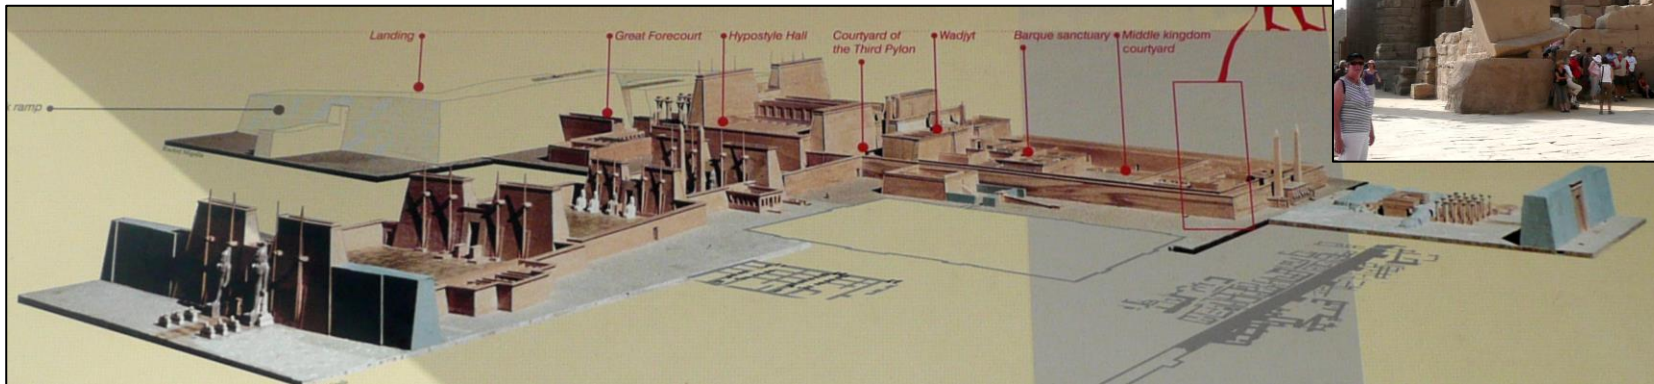 Landing
Great Forecourt
Hypostyle Hall
Courtyard of
the Third Pylon
Wadjyt
Barque sanctuary
Middle kingdom
courtyard
ramp